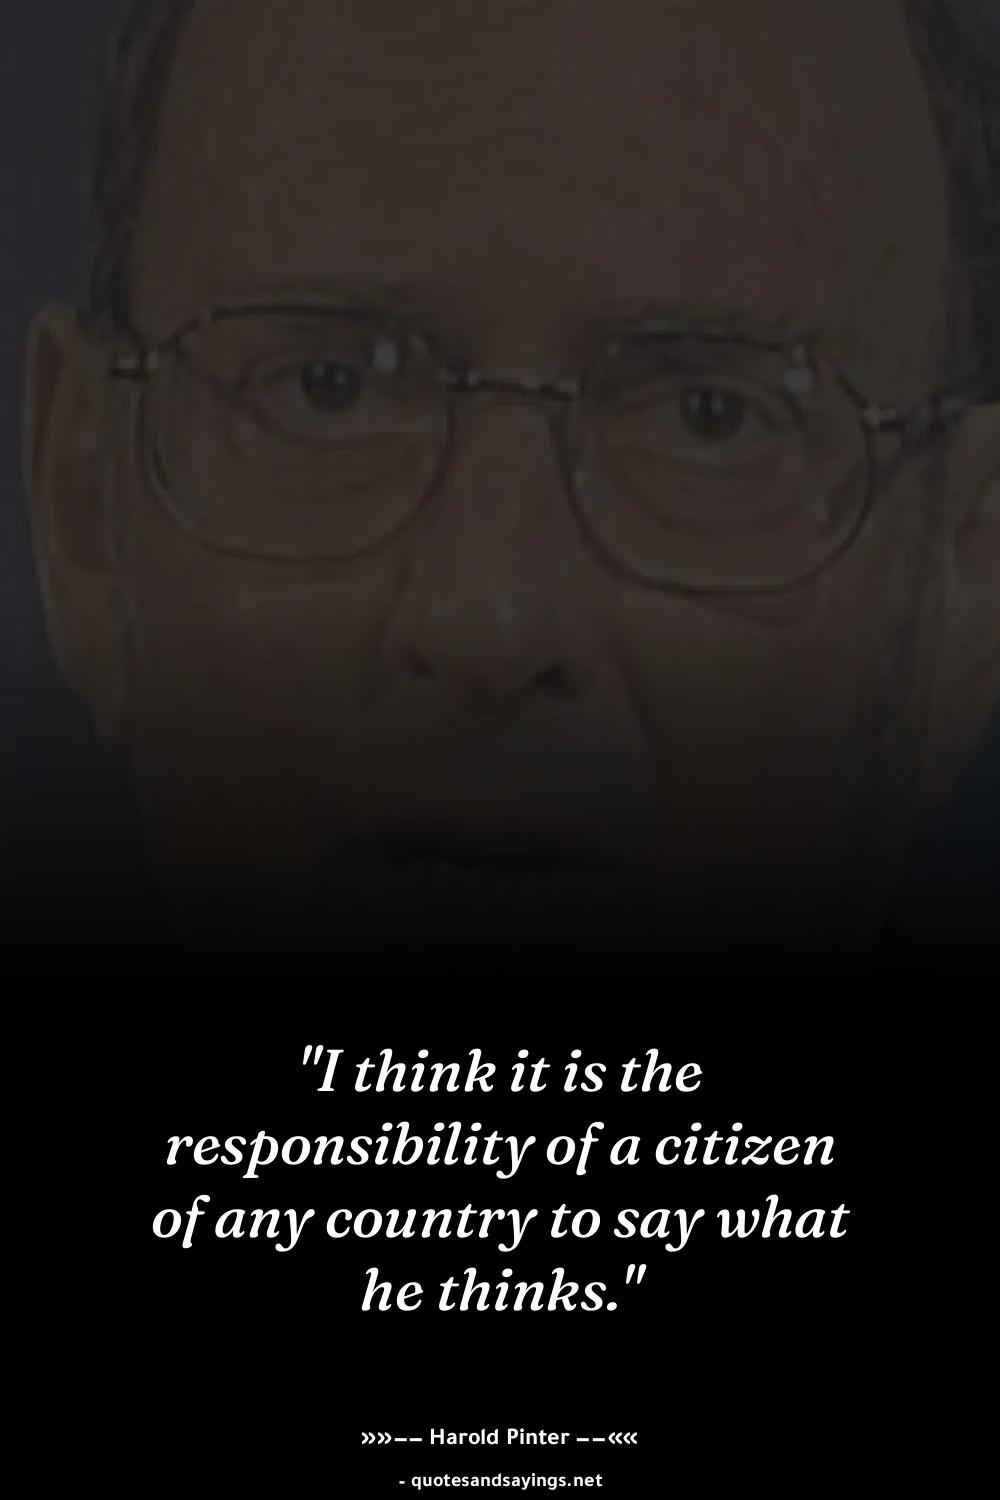 "I think it is the
responsibility of a citizen
of any country to say what
he thinks."
»»–– Harold Pinter ––««
- quotesandsayings.net